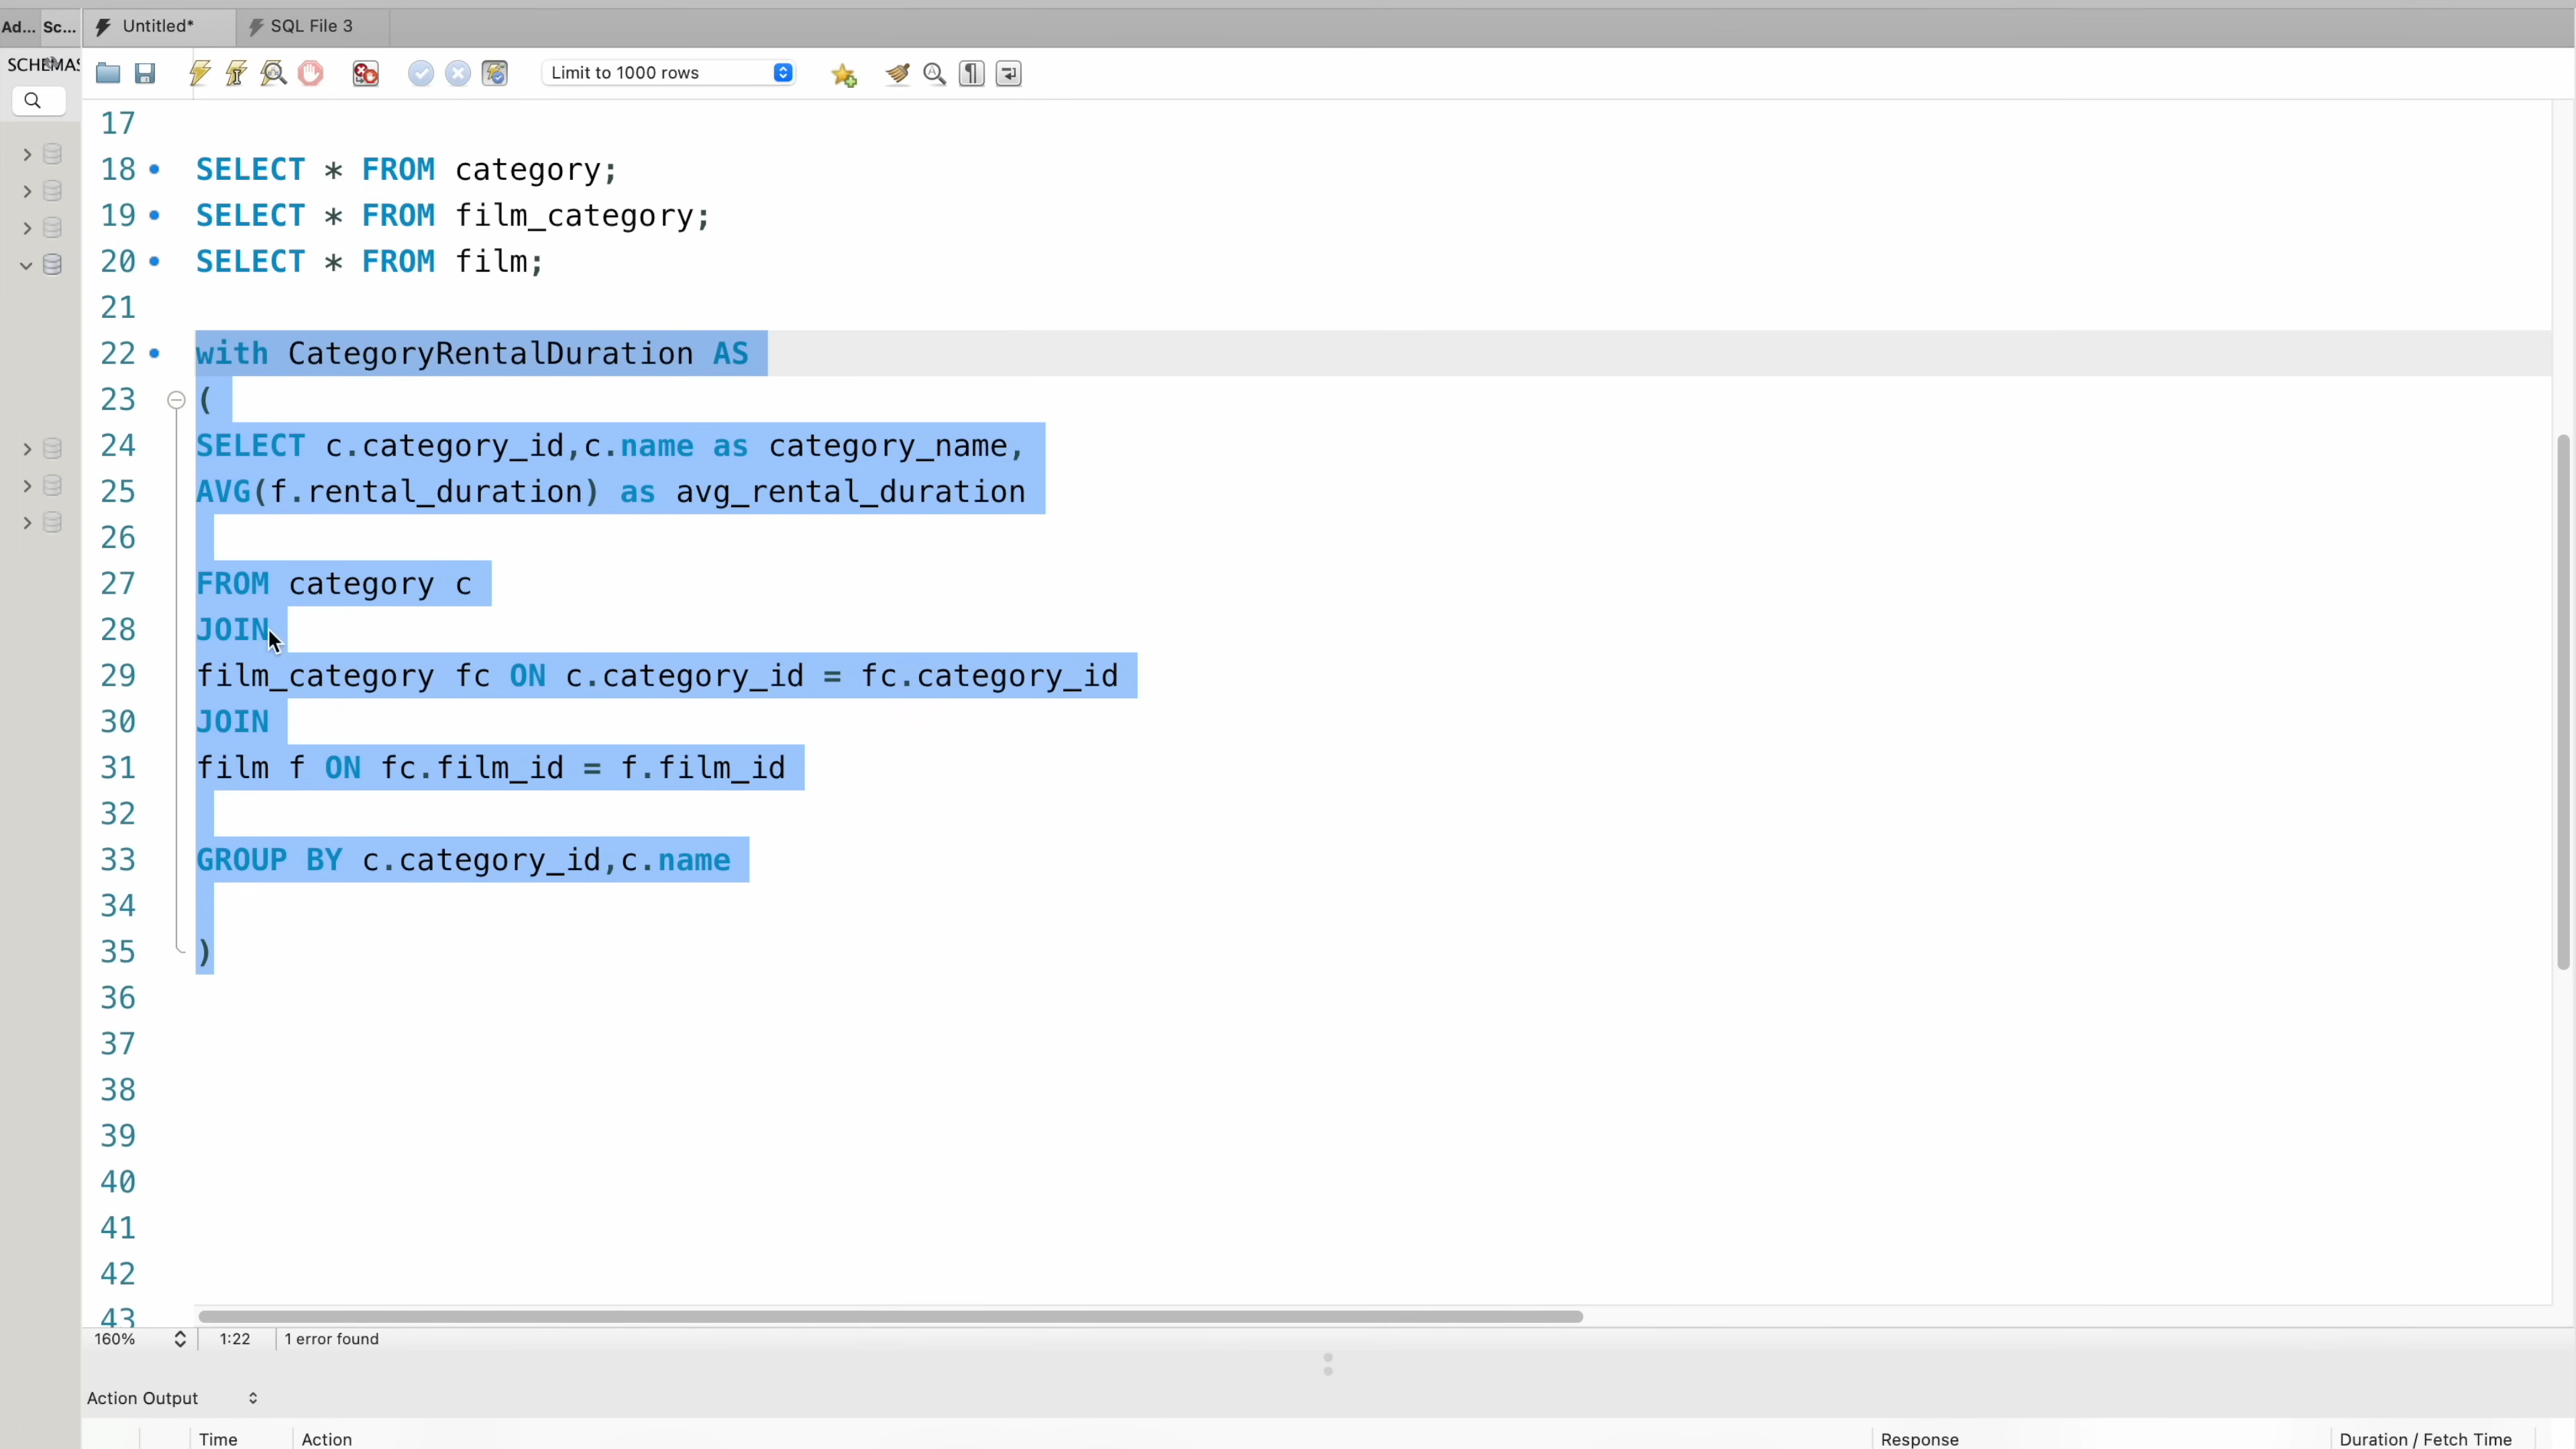 Ad... Sc... Untitled* SQL File 3
SCHEMAS
Limit to 1000 rows
17
18 SELECT * FROM category;
19 SELECT * FROM film_category;
20 SELECT * FROM film;
21
22 with CategoryRentalDuration AS
23 (
24 SELECT c.category_id,c.name as category_name,
25 AVG(f.rental_duration) as avg_rental_duration
26
27 FROM category c
28 JOIN
29 film_category fc ON c.category_id = fc.category_id
30 JOIN
31 film f ON fc.film_id = f.film_id
32
33 GROUP BY c.category_id,c.name
34
35 )
36
37
38
39
40
41
42
43
160% 1:22 1 error found
Action Output
Time Action Response Duration / Fetch Time